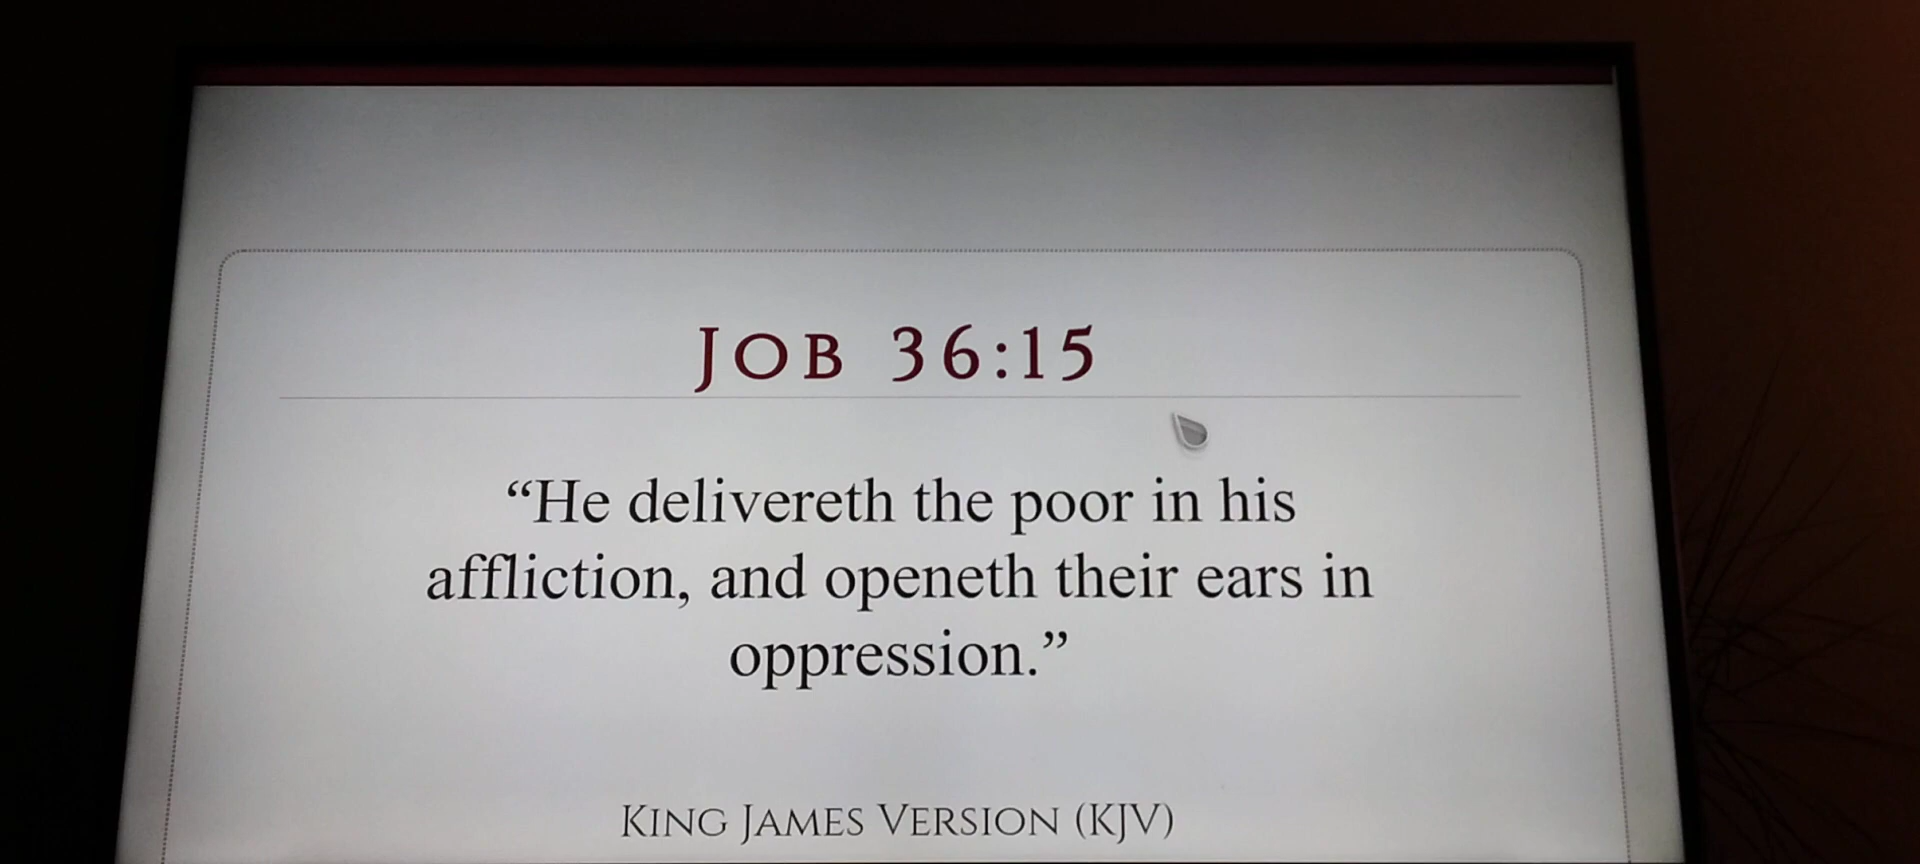 JOB 36:15
“He delivereth the poor in his
affliction, and openeth their ears in
oppression.”
KING JAMES VERSION (KJV)